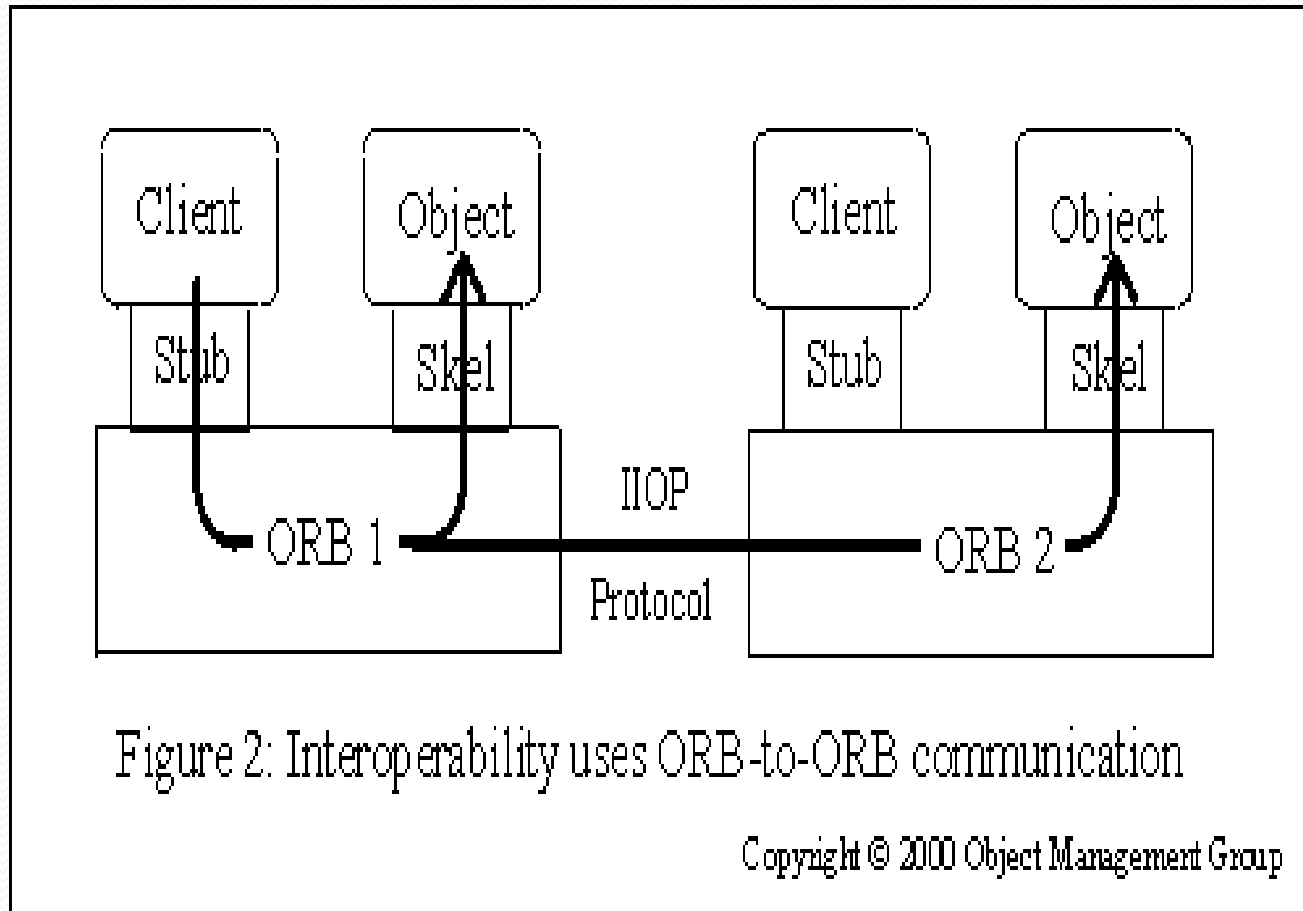 Client
Object
Client
Object
Stub
Skel
Stub
Skel
IIOP
ORB 1
ORB 2
Protocol
Figure 2: Interoperability uses ORB-to-ORB communication
Copyright © 2000 Object Management Group